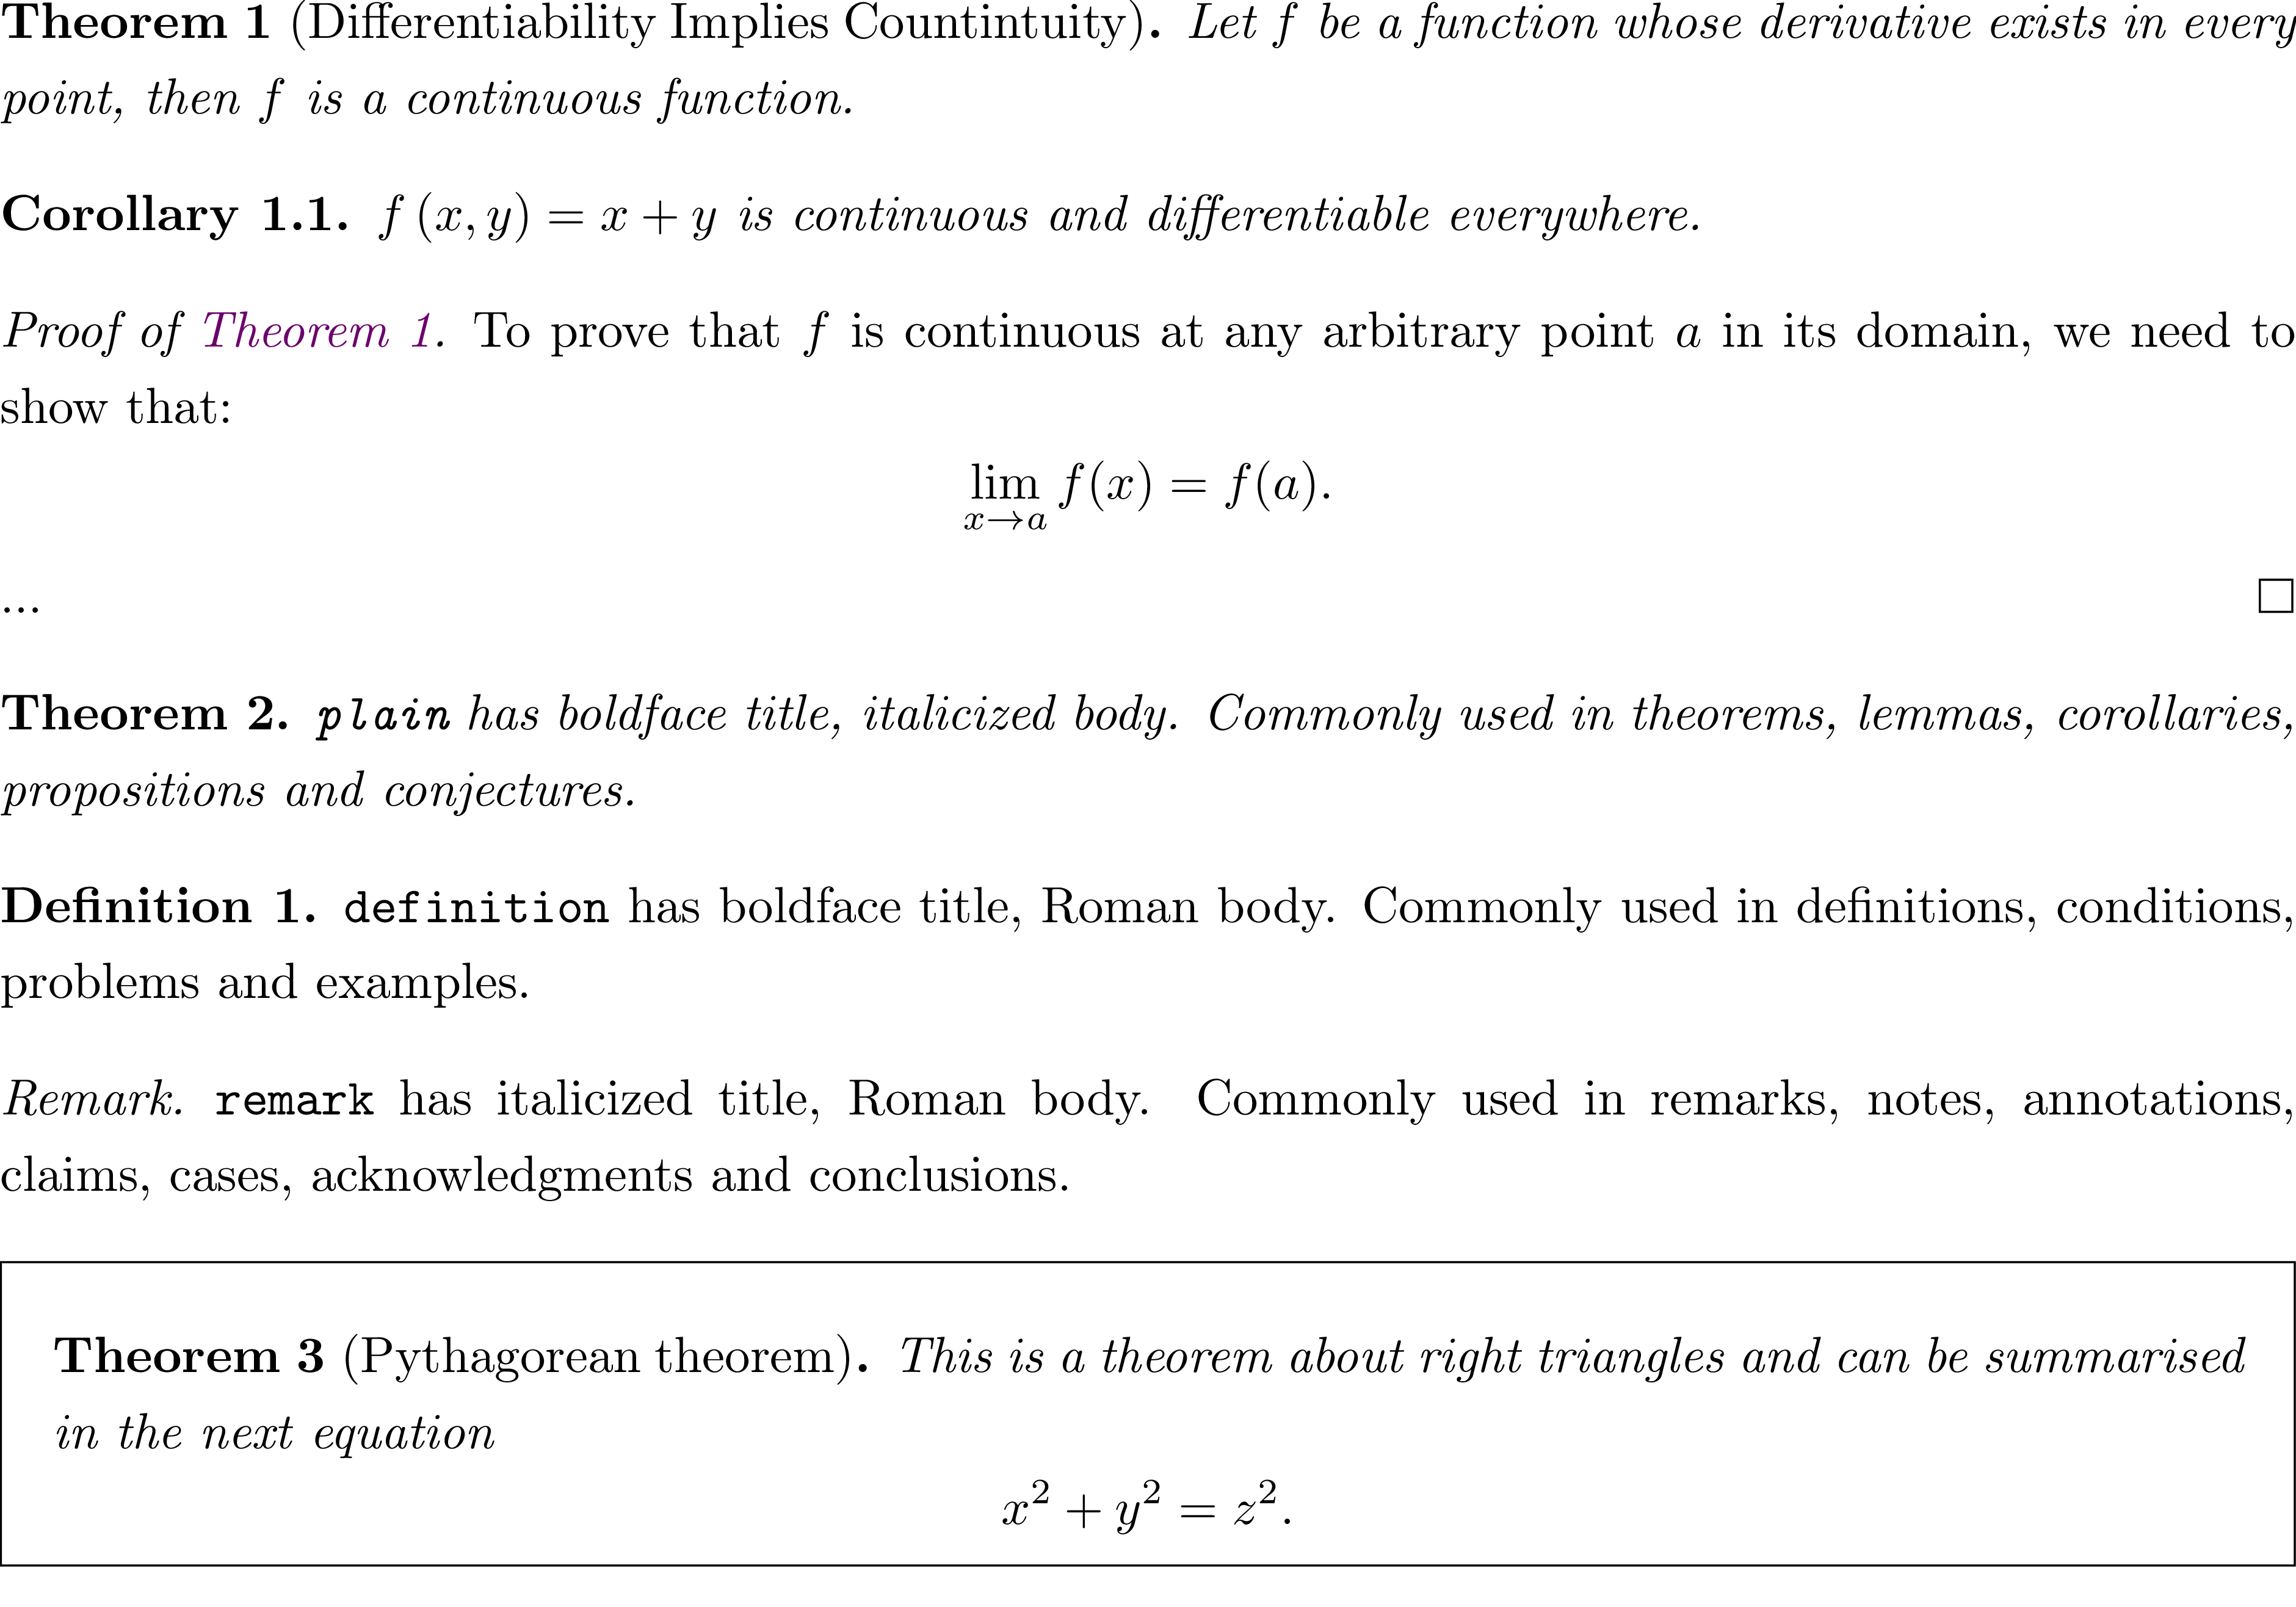 Theorem 1 (Differentiability Implies Countintuity). Let f be a function whose derivative exists in every
point, then f is a continuous function.
Corollary 1.1. f (x, y) = x + y is continuous and differentiable everywhere.
Proof of Theorem 1. To prove that f is continuous at any arbitrary point a in its domain, we need to
show that:
lim x→a f(x) = f(a).
... □
Theorem 2. plain has boldface title, italicized body. Commonly used in theorems, lemmas, corollaries,
propositions and conjectures.
Definition 1. definition has boldface title, Roman body. Commonly used in definitions, conditions,
problems and examples.
Remark. remark has italicized title, Roman body. Commonly used in remarks, notes, annotations,
claims, cases, acknowledgments and conclusions.
Theorem 3 (Pythagorean theorem). This is a theorem about right triangles and can be summarised
in the next equation
x² + y² = z².